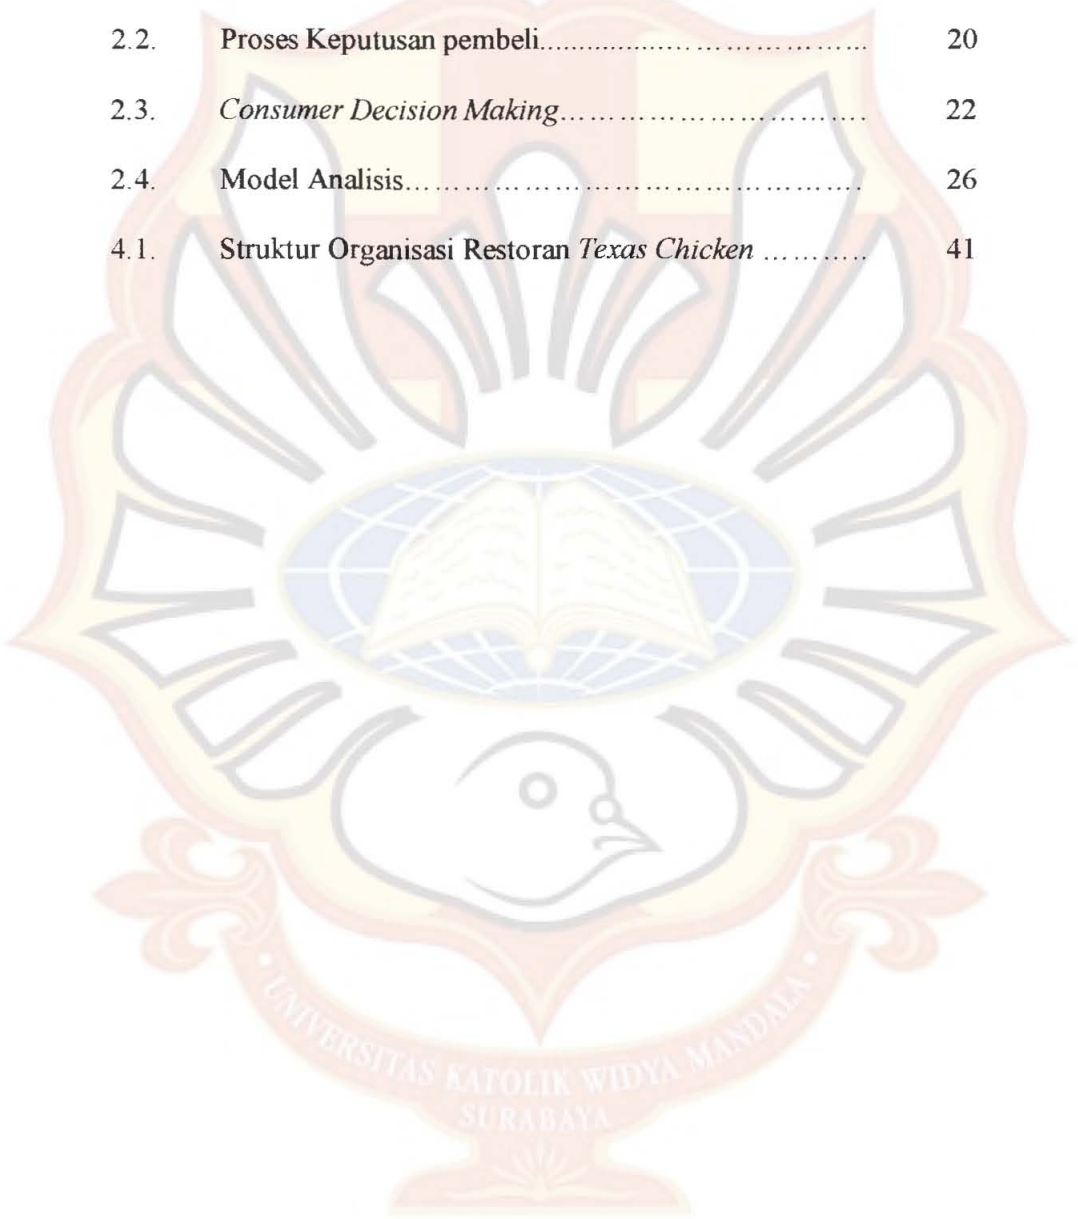 2.2. Proses Keputusan pembeli................................ 20
2.3. Consumer Decision Making................................ 22
2.4. Model Analisis................................................ 26
4.1. Struktur Organisasi Restoran Texas Chicken ........... 41
UNIVERSITAS KATOLIK WIDYA MANDALA
SURABAYA